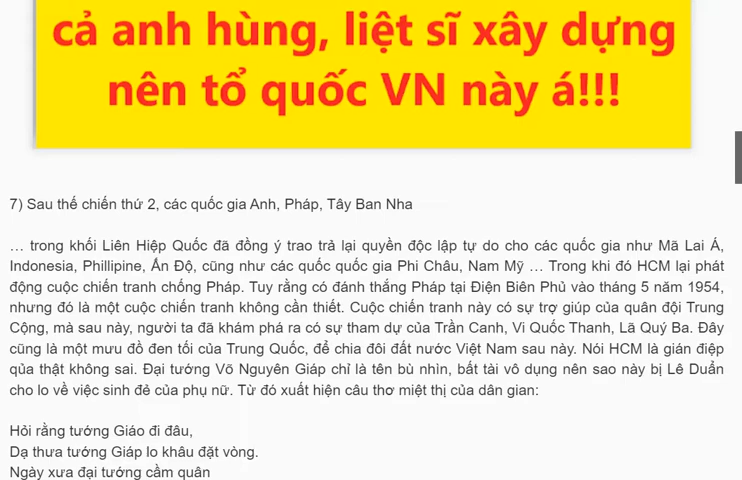 cả anh hùng, liệt sĩ xây dựng
nên tổ quốc VN này á!!!
7) Sau thế chiến thứ 2, các quốc gia Anh, Pháp, Tây Ban Nha
… trong khối Liên Hiệp Quốc đã đồng ý trao trả lại quyền độc lập tự do cho các quốc gia như Mã Lai Á,
Indonesia, Phillipine, Ấn Độ, cũng như các quốc quốc gia Phi Châu, Nam Mỹ … Trong khi đó HCM lại phát
động cuộc chiến tranh chống Pháp. Tuy rằng có đánh thắng Pháp tại Điện Biên Phủ vào tháng 5 năm 1954,
nhưng đó là một cuộc chiến tranh không cần thiết. Cuộc chiến tranh này có sự trợ giúp của quân đội Trung
Cộng, mà sau này, người ta đã khám phá ra có sự tham dự của Trần Canh, Vi Quốc Thanh, Lã Quý Ba. Đây
cũng là một mưu đồ đen tối của Trung Quốc, để chia đôi đất nước Việt Nam sau này. Nói HCM là gián điệp
qủa thật không sai. Đại tướng Võ Nguyên Giáp chỉ là tên bù nhìn, bất tài vô dụng nên sao này bị Lê Duẩn
cho lo về việc sinh đẻ của phụ nữ. Từ đó xuất hiện câu thơ miệt thị của dân gian:
Hỏi rằng tướng Giáo đi đâu,
Dạ thưa tướng Giáp lo khâu đặt vòng.
Ngày xưa đại tướng cầm quân